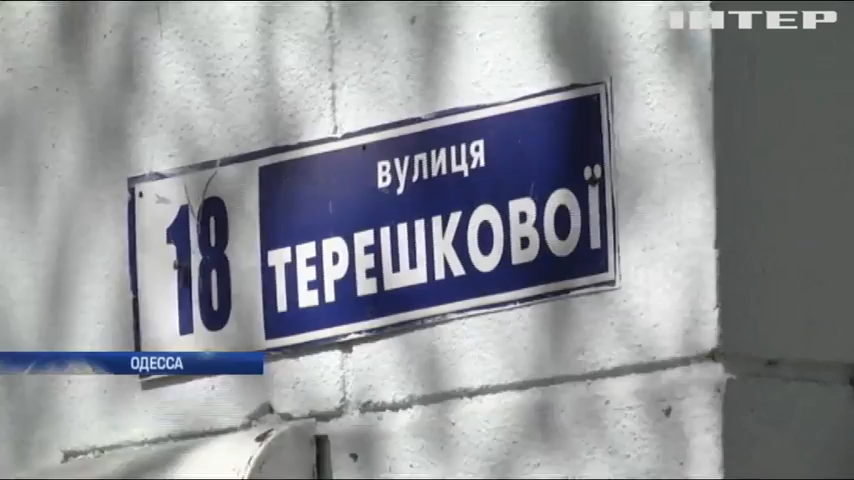 ІНТЕР
вулиця
18
ТЕРЕШКОВОЇ
ОДЕССА